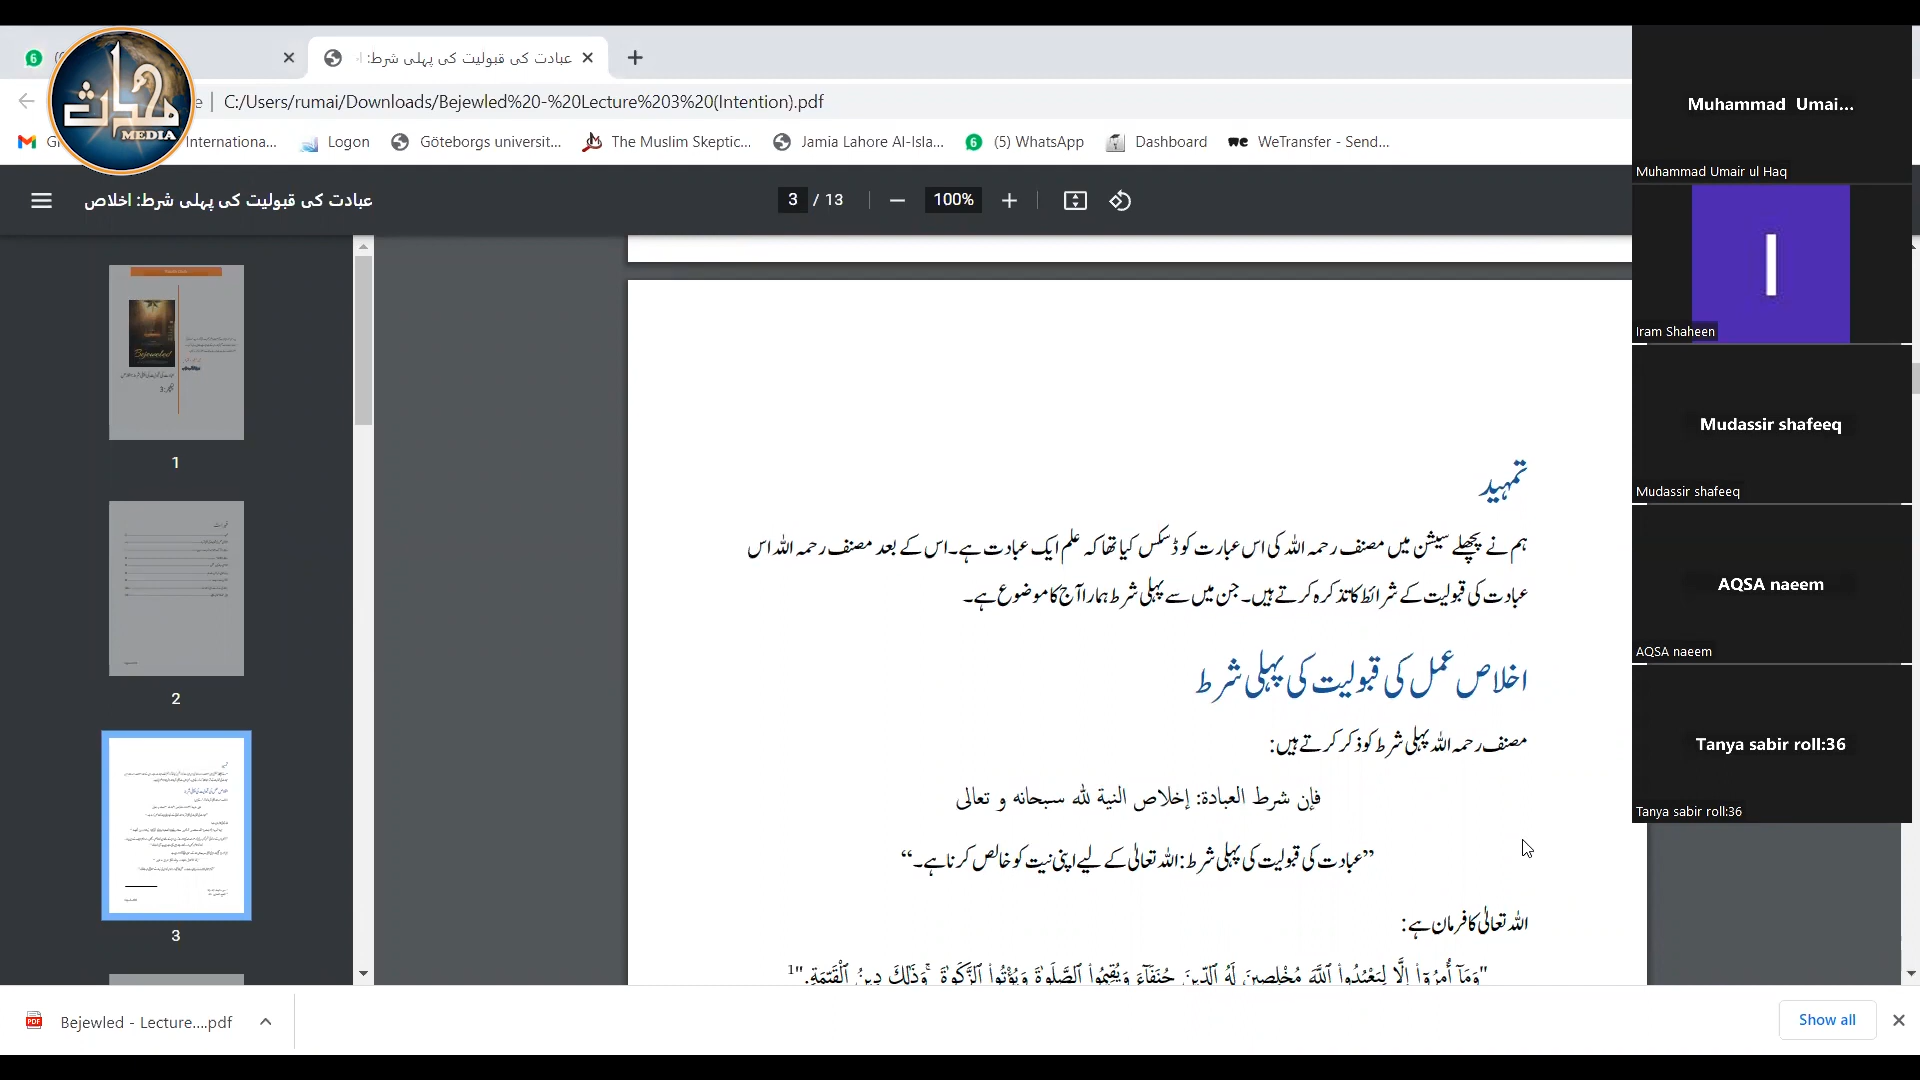 عبادت کی قبولیت کی پہلی شرط: ا
C:/Users/rumai/Downloads/Bejewled%20-%20Lecture%203%20(Intention).pdf
محدث
MEDIA
Internationa...
Logon
Göteborgs universit...
The Muslim Skeptic...
Jamia Lahore Al-Isla...
(5) WhatsApp
Dashboard
WeTransfer - Send...
عبادت کی قبولیت کی پہلی شرط: اخلاص
3 / 13
100%
1
2
3
تمہید
ہم نے پچھلے سیشن میں مصنف رحمہ اللہ کی اس عبارت کو ڈسکس کیا تھا کہ علم ایک عبادت ہے۔ اس کے بعد مصنف رحمہ اللہ اس
عبادت کی قبولیت کے شرائط کا تذکرہ کرتے ہیں۔ جن میں سے پہلی شرط ہمارا آج کا موضوع ہے۔
اخلاص عمل کی قبولیت کی پہلی شرط
مصنف رحمہ اللہ پہلی شرط کو ذکر کرتے ہیں:
فإن شرط العبادة: إخلاص النية لله سبحانه و تعالى
”عبادت کی قبولیت کی پہلی شرط: اللہ تعالیٰ کے لیے اپنی نیت کو خالص کرنا ہے۔“
اللہ تعالیٰ کا فرمان ہے:
"وَمَآ أُمِرُوٓاْ إِلَّا لِيَعۡبُدُواْ ٱللَّهَ مُخۡلِصِينَ لَهُ ٱلدِّينَ حُنَفَآءَ وَيُقِيمُواْ ٱلصَّلَوٰةَ وَيُؤۡتُواْ ٱلزَّكَوٰةَۚ وَذَٰلِكَ دِينُ ٱلۡقَيِّمَةِ."1
Muhammad Umai...
Muhammad Umair ul Haq
I
Iram Shaheen
Mudassir shafeeq
Mudassir shafeeq
AQSA naeem
AQSA naeem
Tanya sabir roll:36
Tanya sabir roll:36
Bejewled - Lecture....pdf
Show all